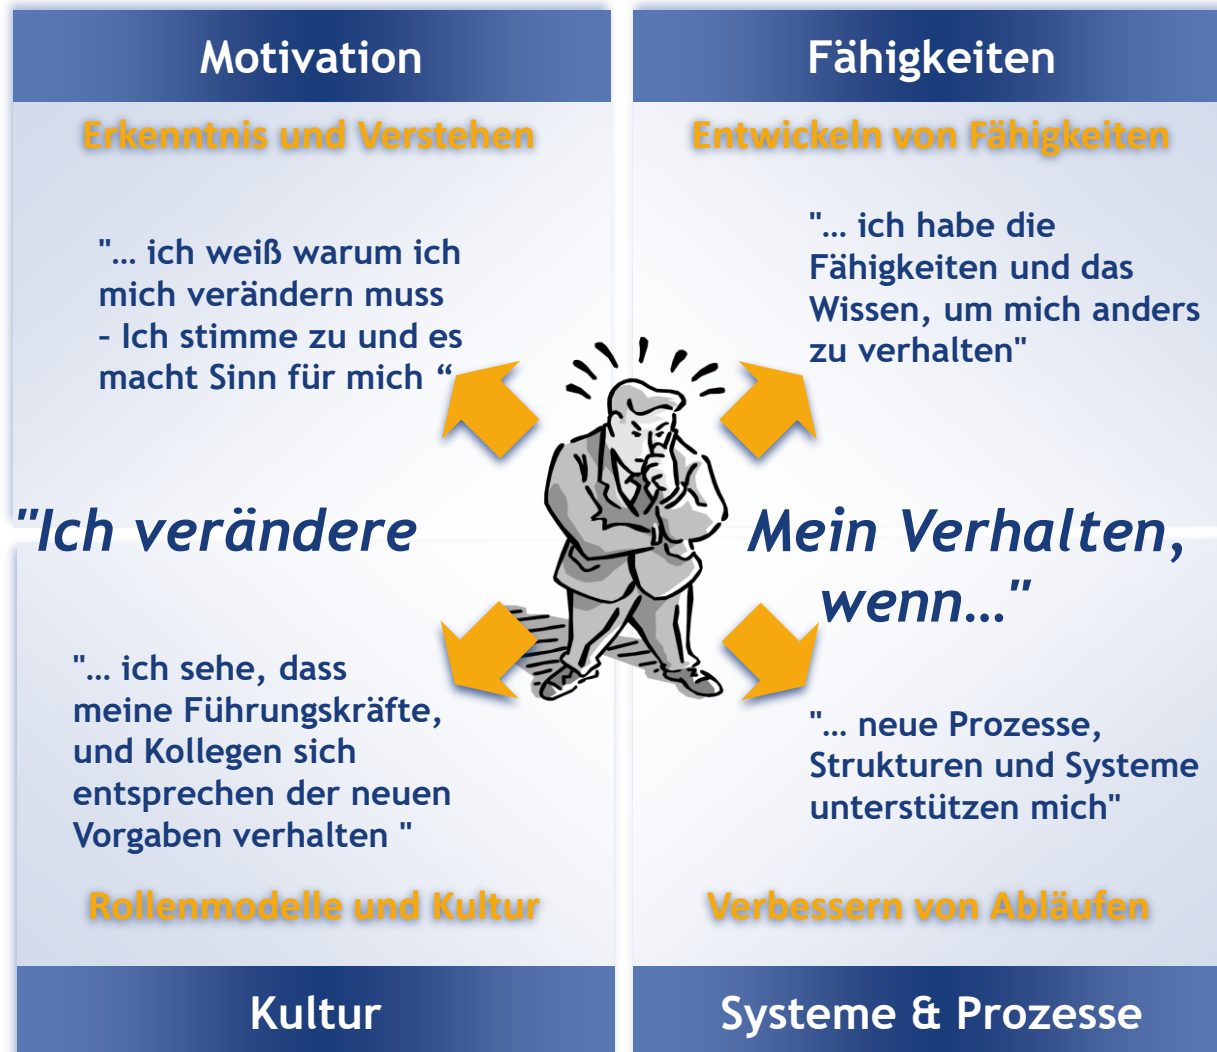 Motivation
Erkenntnis und Verstehen
"... ich weiß warum ich
mich verändern muss
– Ich stimme zu und es
macht Sinn für mich “
Fähigkeiten
Entwickeln von Fähigkeiten
"... ich habe die
Fähigkeiten und das
Wissen, um mich anders
zu verhalten"
"Ich verändere
Mein Verhalten,
wenn…"
"... ich sehe, dass
meine Führungskräfte,
und Kollegen sich
entsprechen der neuen
Vorgaben verhalten "
Rollenmodelle und Kultur
Kultur
"... neue Prozesse,
Strukturen und Systeme
unterstützen mich"
Verbessern von Abläufen
Systeme & Prozesse